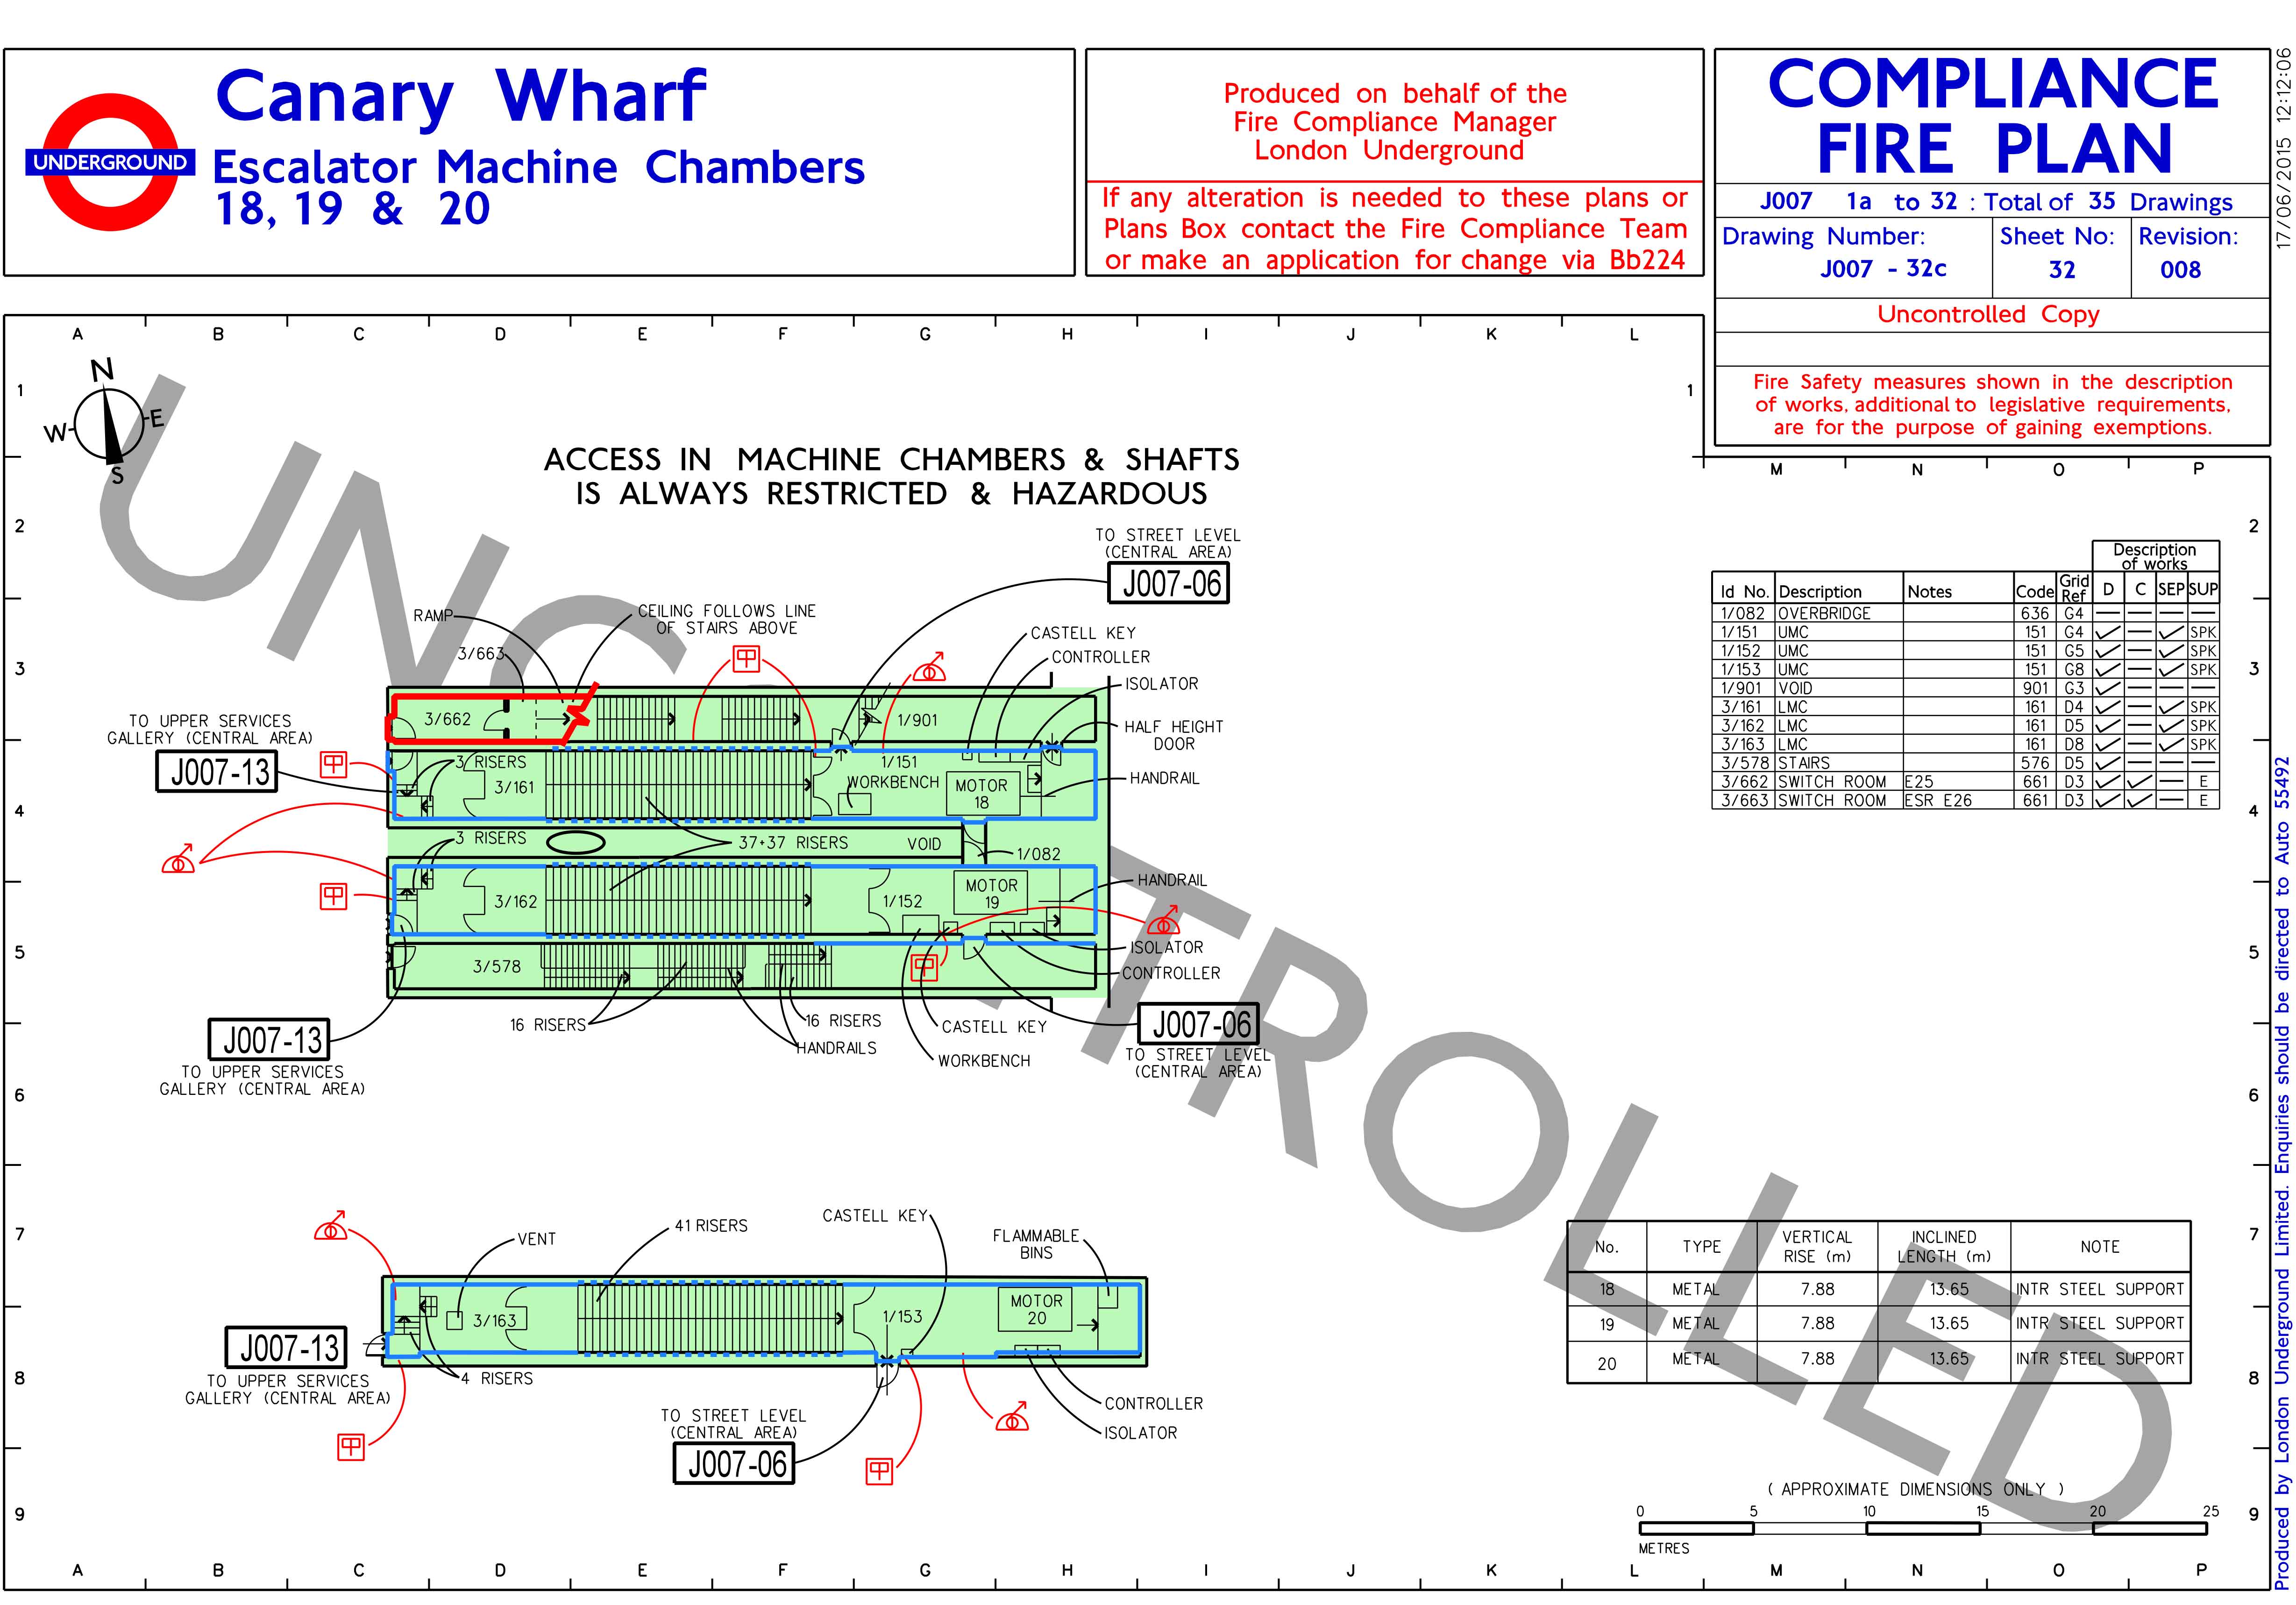 UNDERGROUND
Canary Wharf
Escalator Machine Chambers
18, 19 & 20
Produced on behalf of the
Fire Compliance Manager
London Underground
If any alteration is needed to these plans or
Plans Box contact the Fire Compliance Team
or make an application for change via Bb224
COMPLIANCE
FIRE PLAN
J007 1a to 32 : Total of 35 Drawings
Drawing Number:
J007 - 32c
Sheet No:
32
Revision:
008
Uncontrolled Copy
Fire Safety measures shown in the description
of works, additional to legislative requirements,
are for the purpose of gaining exemptions.
17/06/2015 12:12:06
A B C D E F G H I J K L
M N O P
1
1
N
W
E
S
ACCESS IN MACHINE CHAMBERS & SHAFTS
IS ALWAYS RESTRICTED & HAZARDOUS
2
2
TO STREET LEVEL
(CENTRAL AREA)
J007-06
RAMP
CEILING FOLLOWS LINE
OF STAIRS ABOVE
3/663
CASTELL KEY
CONTROLLER
ISOLATOR
HALF HEIGHT
DOOR
HANDRAIL
3
3
TO UPPER SERVICES
GALLERY (CENTRAL AREA)
J007-13
3/662
1/901
3 RISERS
3/161
1/151
WORKBENCH
MOTOR
18
4
4
3 RISERS
37+37 RISERS
VOID
1/082
3/162
1/152
MOTOR
19
HANDRAIL
ISOLATOR
CONTROLLER
5
5
3/578
J007-13
TO UPPER SERVICES
GALLERY (CENTRAL AREA)
16 RISERS
16 RISERS
HANDRAILS
CASTELL KEY
WORKBENCH
J007-06
TO STREET LEVEL
(CENTRAL AREA)
6
6
Description
of works
Id No. Description Notes Code Grid Ref D C SEP SUP
1/082 OVERBRIDGE 636 G4 — — — —
1/151 UMC 151 G4 ✓ — ✓ SPK
1/152 UMC 151 G5 ✓ — ✓ SPK
1/153 UMC 151 G8 ✓ — ✓ SPK
1/901 VOID 901 G3 ✓ — — —
3/161 LMC 161 D4 ✓ — ✓ SPK
3/162 LMC 161 D5 ✓ — ✓ SPK
3/163 LMC 161 D8 ✓ — ✓ SPK
3/578 STAIRS 576 D5 ✓ — — —
3/662 SWITCH ROOM E25 661 D3 ✓ ✓ — E
3/663 SWITCH ROOM ESR E26 661 D3 ✓ ✓ — E
7
7
VENT
41 RISERS
CASTELL KEY
FLAMMABLE
BINS
3/163
1/153
MOTOR
20
J007-13
TO UPPER SERVICES
GALLERY (CENTRAL AREA)
4 RISERS
TO STREET LEVEL
(CENTRAL AREA)
J007-06
CONTROLLER
ISOLATOR
8
8
No. TYPE VERTICAL RISE (m) INCLINED LENGTH (m) NOTE
18 METAL 7.88 13.65 INTR STEEL SUPPORT
19 METAL 7.88 13.65 INTR STEEL SUPPORT
20 METAL 7.88 13.65 INTR STEEL SUPPORT
( APPROXIMATE DIMENSIONS ONLY )
0 5 10 15 20 25
METRES
9
9
A B C D E F G H I J K L M N O P
Produced by London Underground Limited. Enquiries should be directed to Auto 55492
UNCONTROLLED